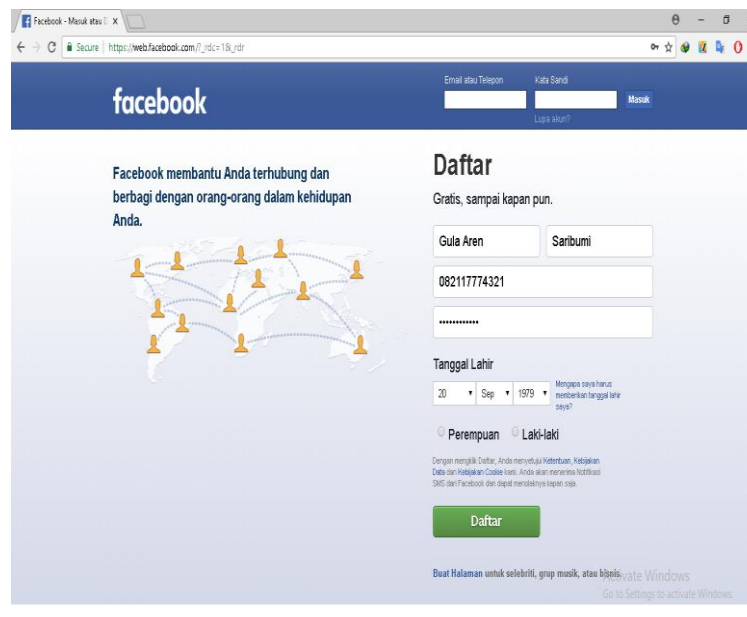 Facebook - Masuk atau D
Secure | https://web.facebook.com/?_rdc=1&_rdr
Email atau Telepon Kata Sandi
facebook
Masuk
Lupa akun?
Facebook membantu Anda terhubung dan
berbagi dengan orang-orang dalam kehidupan
Anda.
Daftar
Gratis, sampai kapan pun.
Gula Aren Saribumi
082117774321
••••••••••••
Tanggal Lahir
20 Sep 1979
Mengapa saya harus
memberikan tanggal lahir
saya?
Perempuan Laki-laki
Dengan mengklik Daftar, Anda menyetujui Ketentuan, Kebijakan
Data dan Kebijakan Cookie kami. Anda akan menerima Notifikasi
SMS dari Facebook dan dapat menolaknya kapan saja.
Daftar
Buat Halaman untuk selebriti, grup musik, atau bisnis.
Activate Windows
Go to Settings to activate Windows.